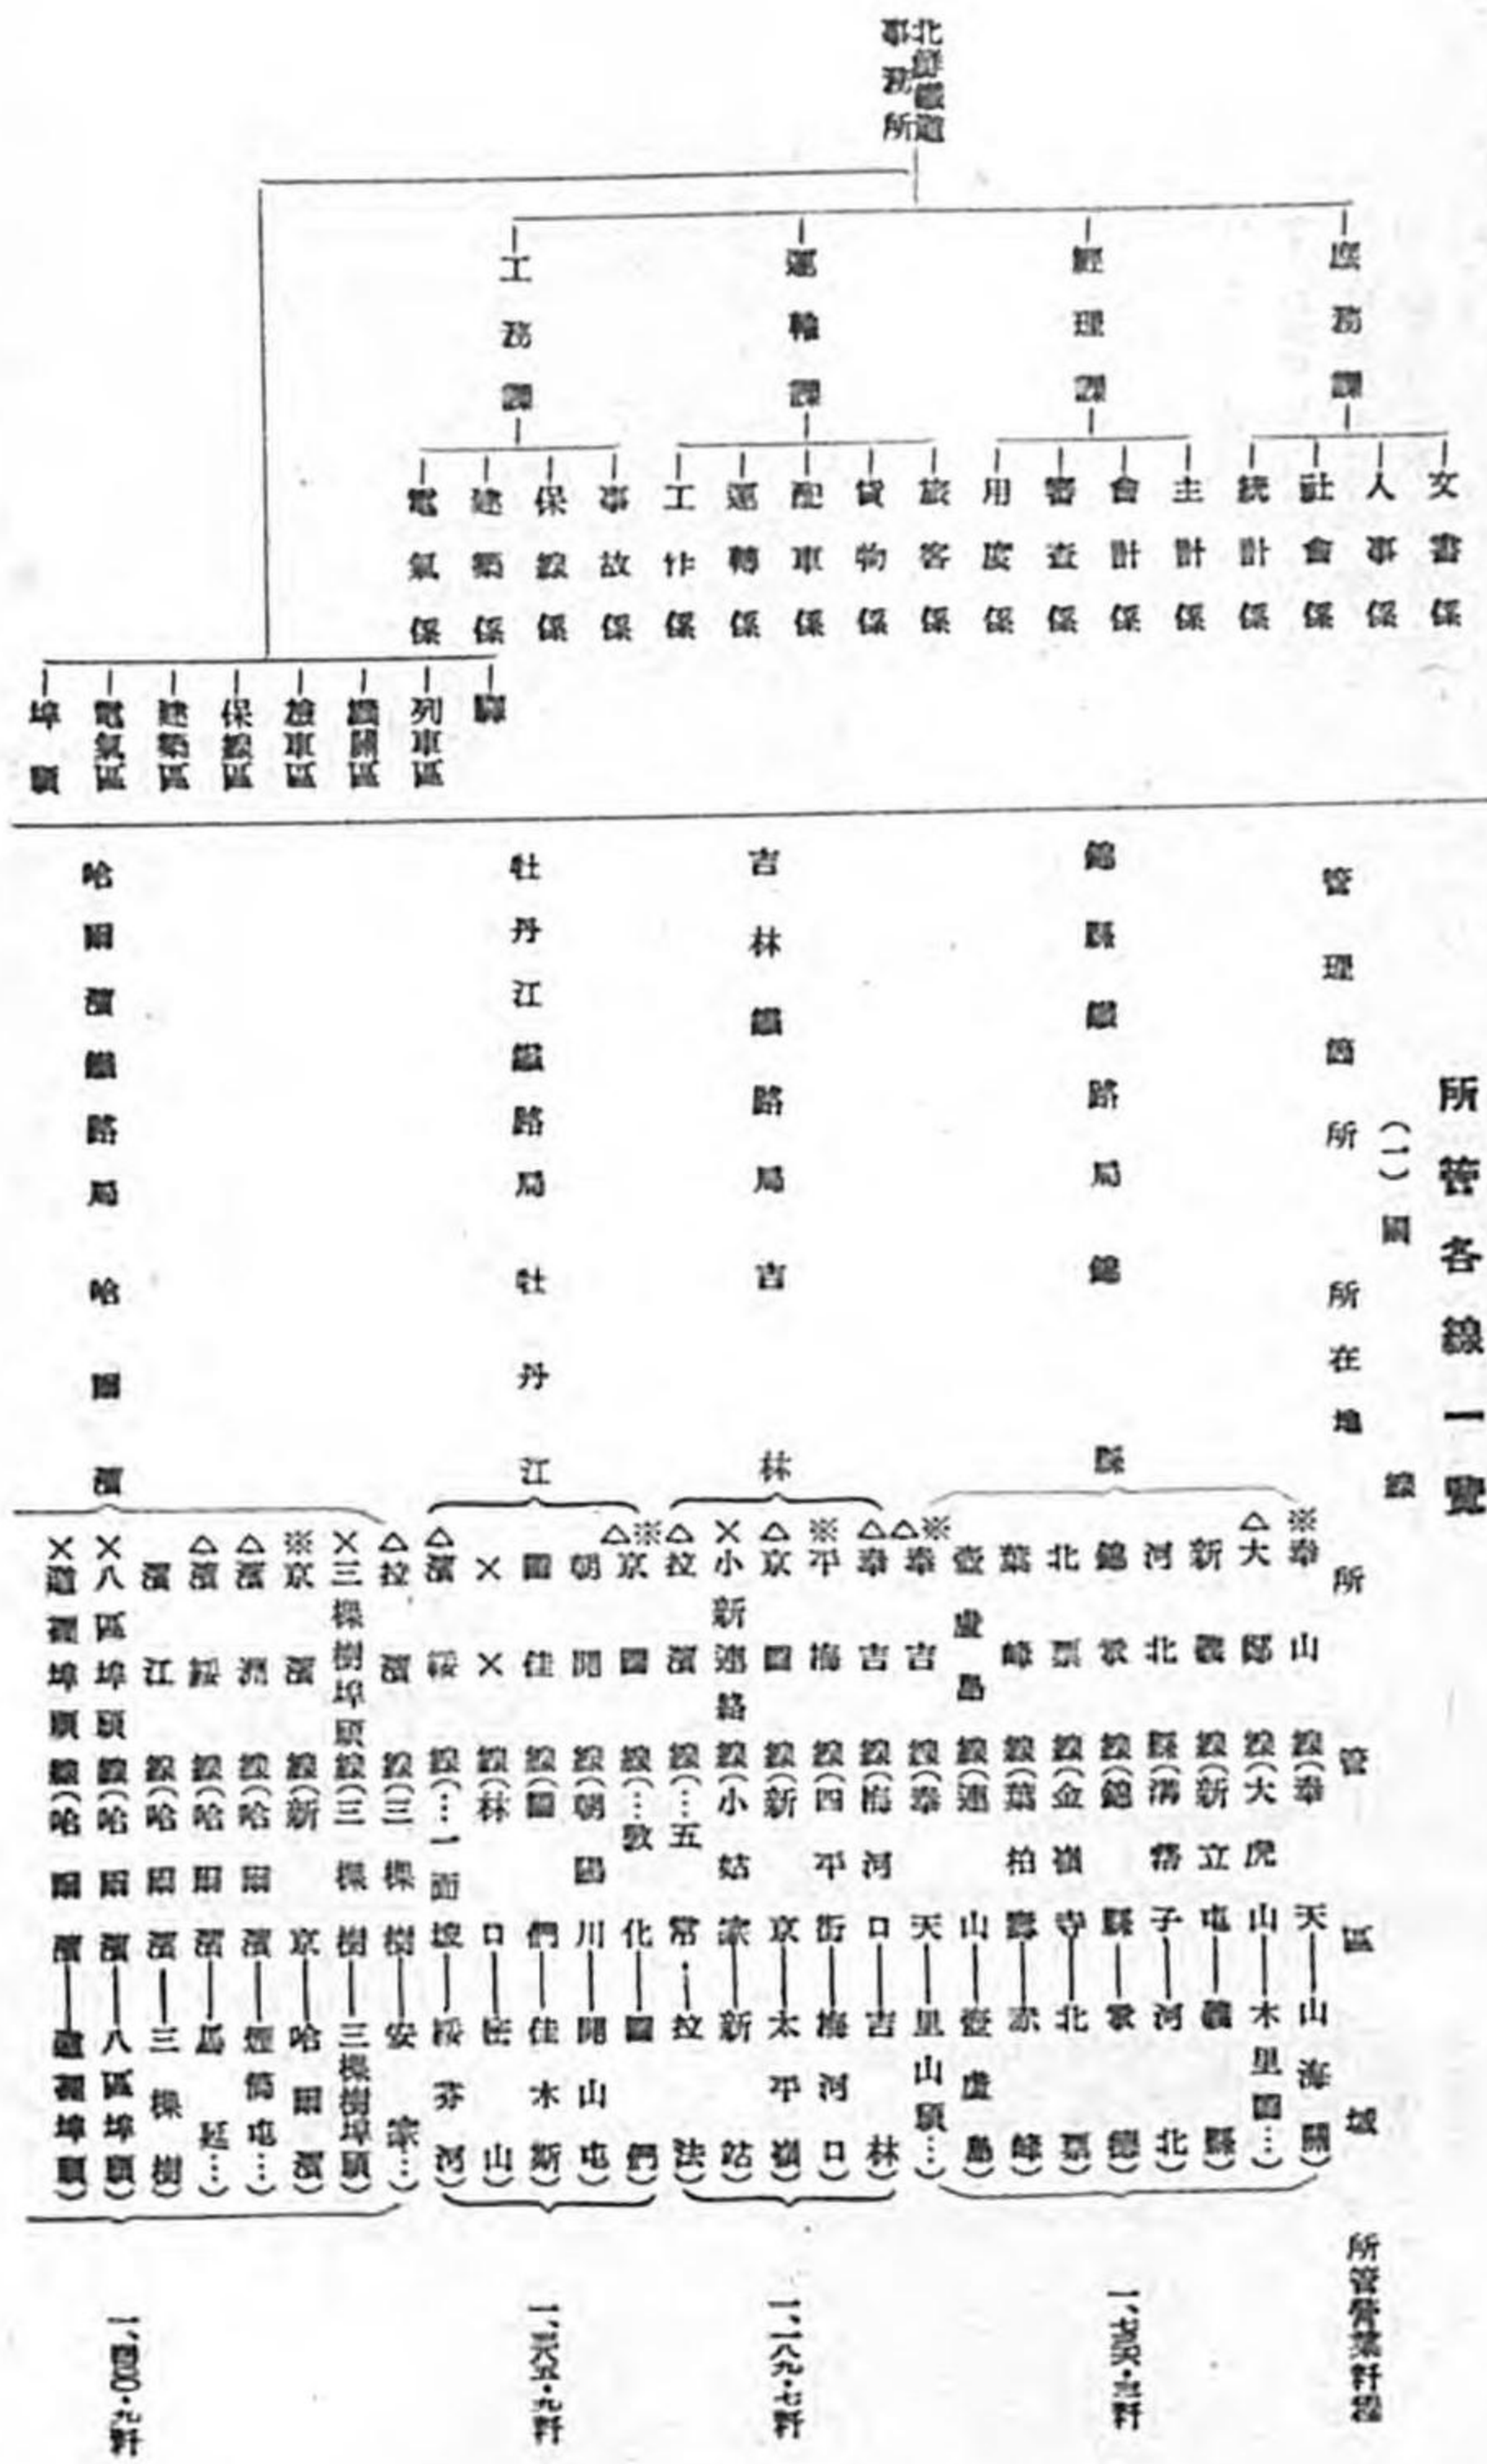 北鮮鐵道
事務所
庶務課
文書係
人事係
社會係
統計係
經理課
主計係
會計係
審査係
用度係
運輸課
旅客係
貨物係
配車係
運轉係
工作係
工務課
事故係
保線係
建築係
電氣係
驛
列車區
機關區
檢車區
保線區
建築區
電氣區
埠頭
所管各線一覽
(一)國線
管理箇所 所在地 所管區域 所管營業粁程
錦縣鐵路局 錦縣
※奉山線(奉天——山海關)
△大鄭線(大虎山——木里圖…)
新義線(新立屯——義縣)
河北線(溝幇子——河北)
錦承線(錦縣——承德)
北票線(金嶺寺——北票)
葉峰線(葉柏壽——赤峰)
壺盧島線(連山——壺盧島)
△※奉吉線(奉天——里山頭…)
吉林鐵路局 吉林
△奉吉線(梅河口——吉林)
※平梅線(四平街——梅河口)
△京圖線(新京——太平嶺)
×小新連絡線(小姑家——新站)
△拉濱線(…五常——拉法)
一、一八九・七粁
牡丹江鐵路局 牡丹江
△※京圖線(…敦化——圖們)
朝開線(朝陽川——開山屯)
圖佳線(圖們——佳木斯)
××線(林口——密山)
△濱綏線(…一面坡——綏芬河)
哈爾濱鐵路局 哈爾濱
△拉濱線(三棵樹——安家…)
×三棵樹埠頭線(三棵樹——三棵樹埠頭)
※京濱線(新京——哈爾濱)
△濱洲線(哈爾濱——煙筒屯…)
△濱綏線(哈爾濱——馬延…)
濱江線(哈爾濱——三棵樹)
×八區埠頭線(哈爾濱——八區埠頭)
×道裡埠頭線(哈爾濱——道裡埠頭)
一、四〇〇・九粁